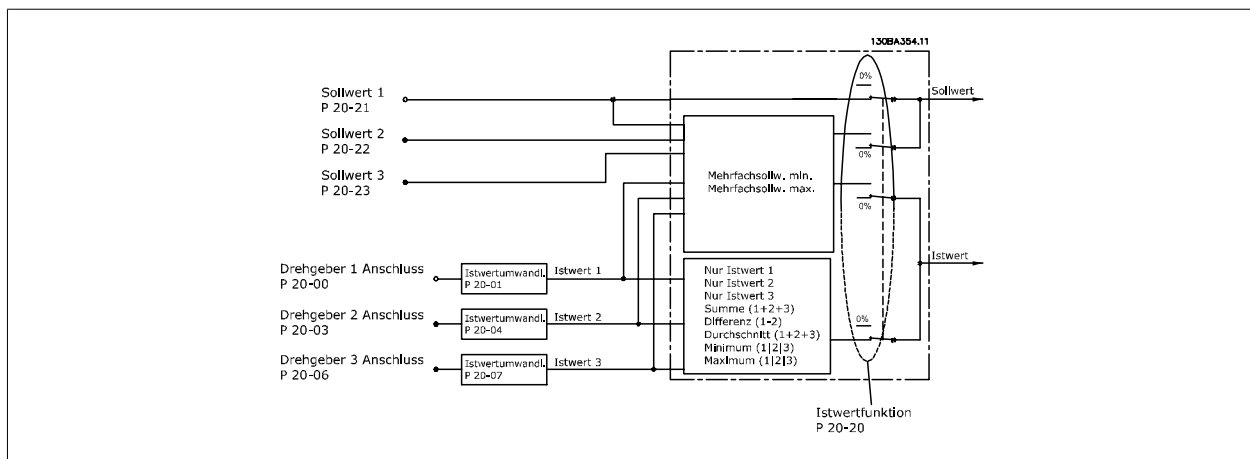 130BA354.11
0%
Sollwert 1
P 20-21
Sollwert
Sollwert 2
P 20-22
0%
Sollwert 3
P 20-23
Mehrfachsollw. min.
Mehrfachsollw. max.
0%
Istwert
Drehgeber 1 Anschluss
P 20-00
Istwertumwandl.
P 20-01
Istwert 1
Drehgeber 2 Anschluss
P 20-03
Istwertumwandl.
P 20-04
Istwert 2
Drehgeber 3 Anschluss
P 20-06
Istwertumwandl.
P 20-07
Istwert 3
Nur Istwert 1
Nur Istwert 2
Nur Istwert 3
Summe (1+2+3)
Differenz (1-2)
Durchschnitt (1+2+3)
Minimum (1|2|3)
Maximum (1|2|3)
0%
Istwertfunktion
P 20-20